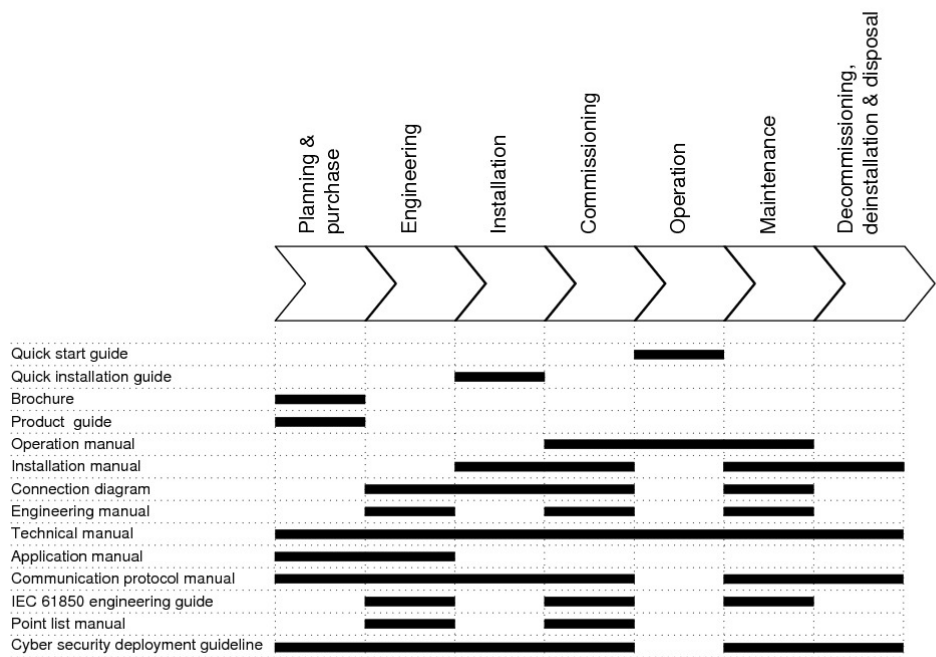 Planning &
purchase
Engineering
Installation
Commissioning
Operation
Maintenance
Decommissioning,
deinstallation & disposal
Quick start guide
Quick installation guide
Brochure
Product guide
Operation manual
Installation manual
Connection diagram
Engineering manual
Technical manual
Application manual
Communication protocol manual
IEC 61850 engineering guide
Point list manual
Cyber security deployment guideline